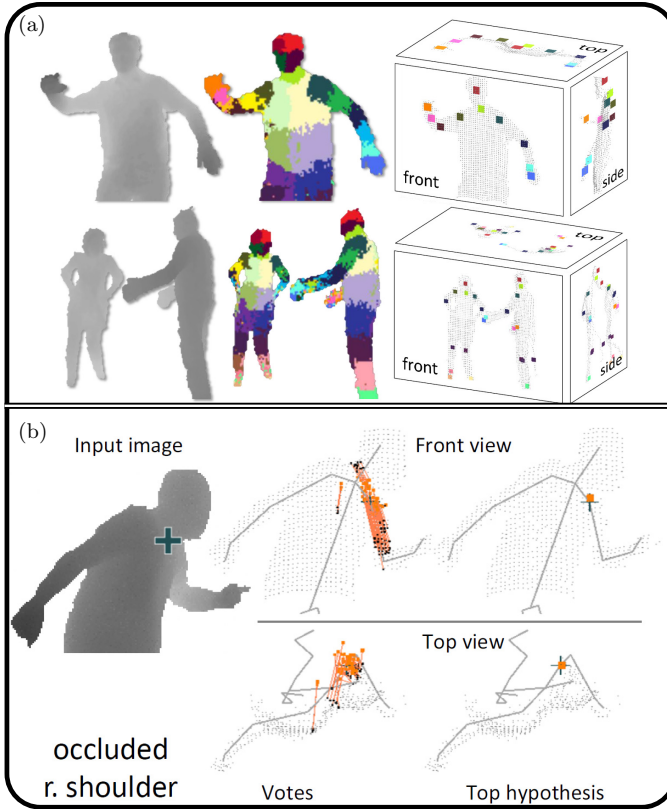 (a)
top
front
side
top
front
side
(b)
Input image
Front view
Top view
occluded
r. shoulder
Votes
Top hypothesis